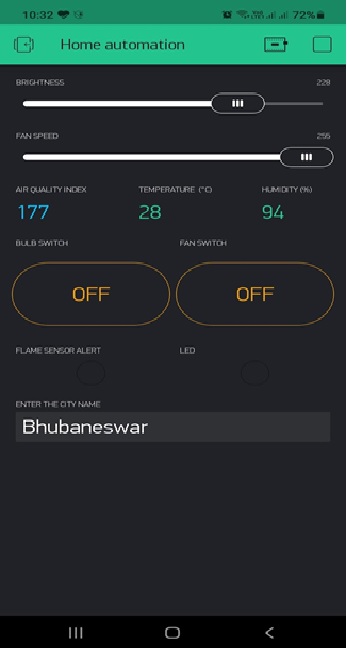 10:32
72%
Home automation
BRIGHTNESS 228
FAN SPEED 255
AIR QUALITY INDEX TEMPERATURE (°C) HUMIDITY (%)
177 28 94
BULB SWITCH FAN SWITCH
OFF OFF
FLAME SENSOR ALERT LED
ENTER THE CITY NAME
Bhubaneswar